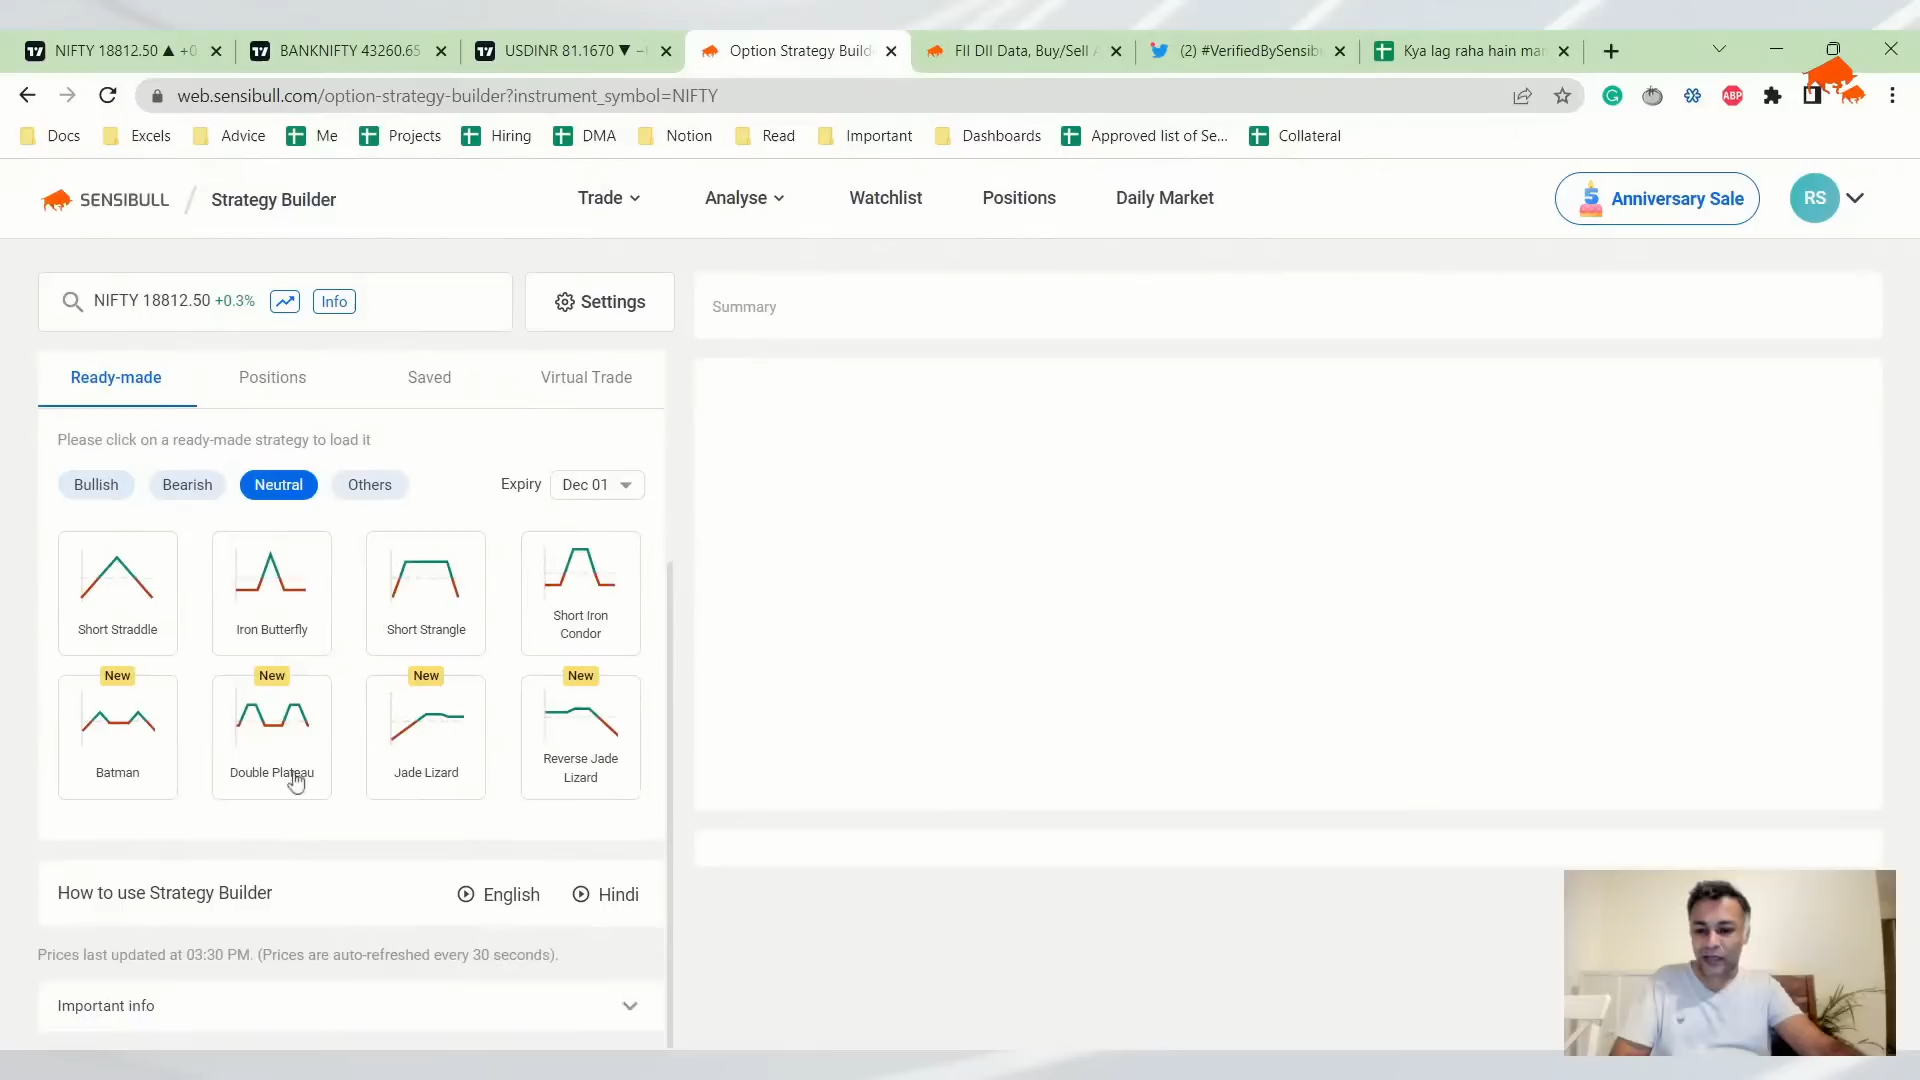 NIFTY 18812.50 ▲ +0
BANKNIFTY 43260.65
USDINR 81.1670 ▼ −
Option Strategy Build
FII DII Data, Buy/Sell
(2) #VerifiedBySensib
Kya lag raha hain mar
web.sensibull.com/option-strategy-builder?instrument_symbol=NIFTY
ABP
Docs
Excels
Advice
Me
Projects
Hiring
DMA
Notion
Read
Important
Dashboards
Approved list of Se...
Collateral
SENSIBULL / Strategy Builder
Trade
Analyse
Watchlist
Positions
Daily Market
5 Anniversary Sale
RS
NIFTY 18812.50 +0.3%
Info
Settings
Summary
Ready-made
Positions
Saved
Virtual Trade
Please click on a ready-made strategy to load it
Bullish
Bearish
Neutral
Others
Expiry
Dec 01
Short Straddle
Iron Butterfly
Short Strangle
Short Iron
Condor
New
New
New
New
Batman
Double Plateau
Jade Lizard
Reverse Jade
Lizard
How to use Strategy Builder
English
Hindi
Prices last updated at 03:30 PM. (Prices are auto-refreshed every 30 seconds).
Important info